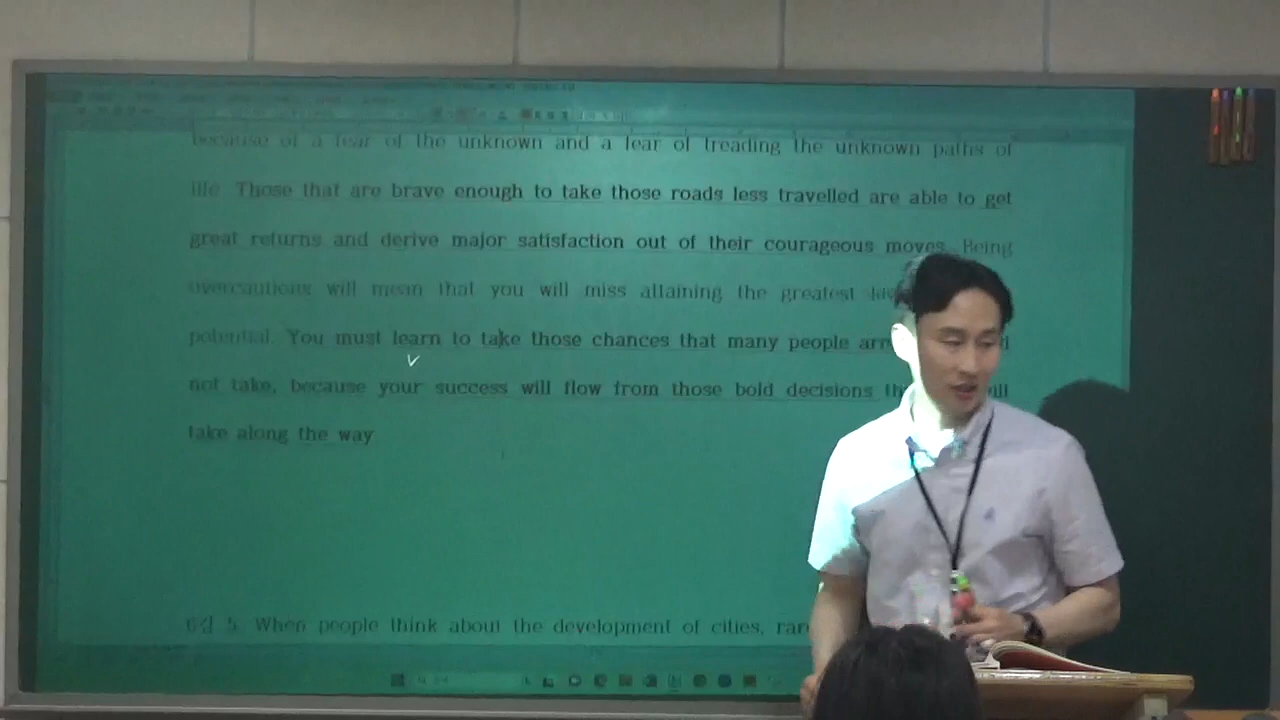 because of a fear of the unknown and a fear of treading the unknown paths of
life. Those that are brave enough to take those roads less travelled are able to get
great returns and derive major satisfaction out of their courageous moves. Being
overcautious will mean that you will miss attaining the greatest
potential. You must learn to take those chances that many people
not take, because your success will flow from those bold decisions
take along the way
6강 5. When people think about the development of cities,